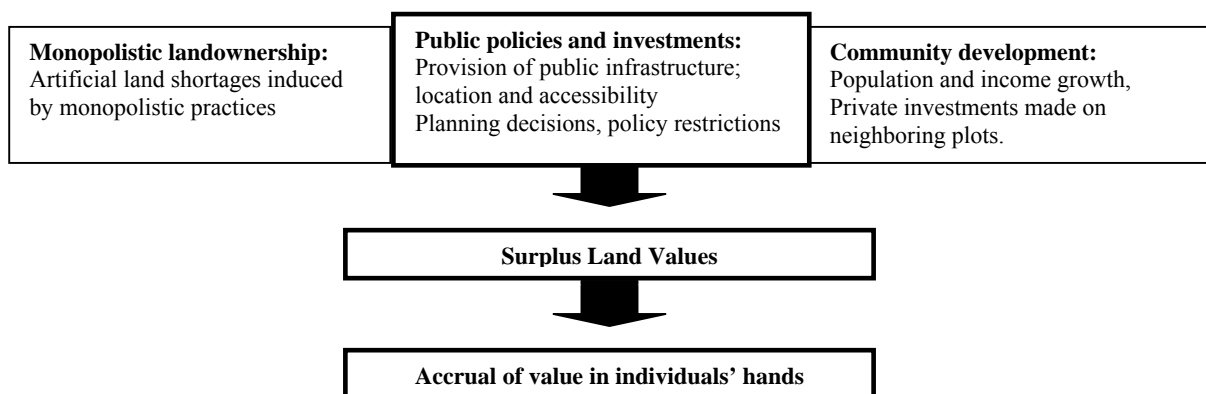 Monopolistic landownership:
Artificial land shortages induced
by monopolistic practices
Public policies and investments:
Provision of public infrastructure;
location and accessibility
Planning decisions, policy restrictions
Community development:
Population and income growth,
Private investments made on
neighboring plots.
Surplus Land Values
Accrual of value in individuals’ hands